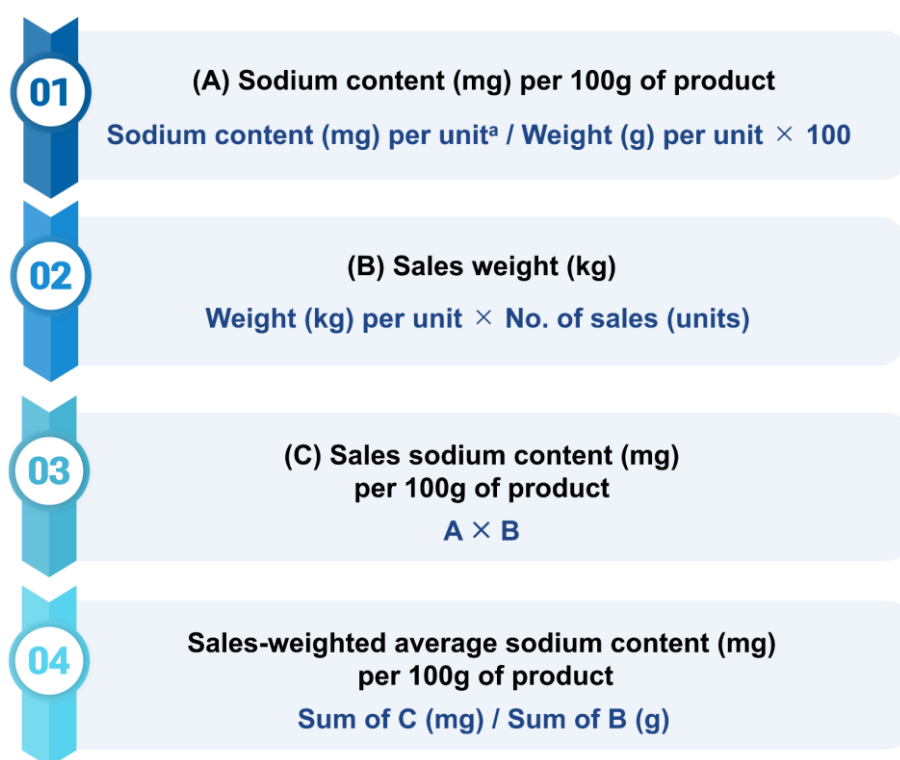 01
(A) Sodium content (mg) per 100g of product
Sodium content (mg) per unitᵃ / Weight (g) per unit × 100
02
(B) Sales weight (kg)
Weight (kg) per unit × No. of sales (units)
03
(C) Sales sodium content (mg)
per 100g of product
A × B
04
Sales-weighted average sodium content (mg)
per 100g of product
Sum of C (mg) / Sum of B (g)